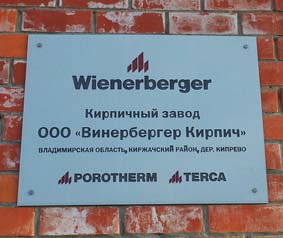 Wienerberger
Кирпичный завод
ООО «Винербергер Кирпич»
ВЛАДИМИРСКАЯ ОБЛАСТЬ, КИРЖАЧСКИЙ РАЙОН, ДЕР. КИПРЕВО
POROTHERM TERCA